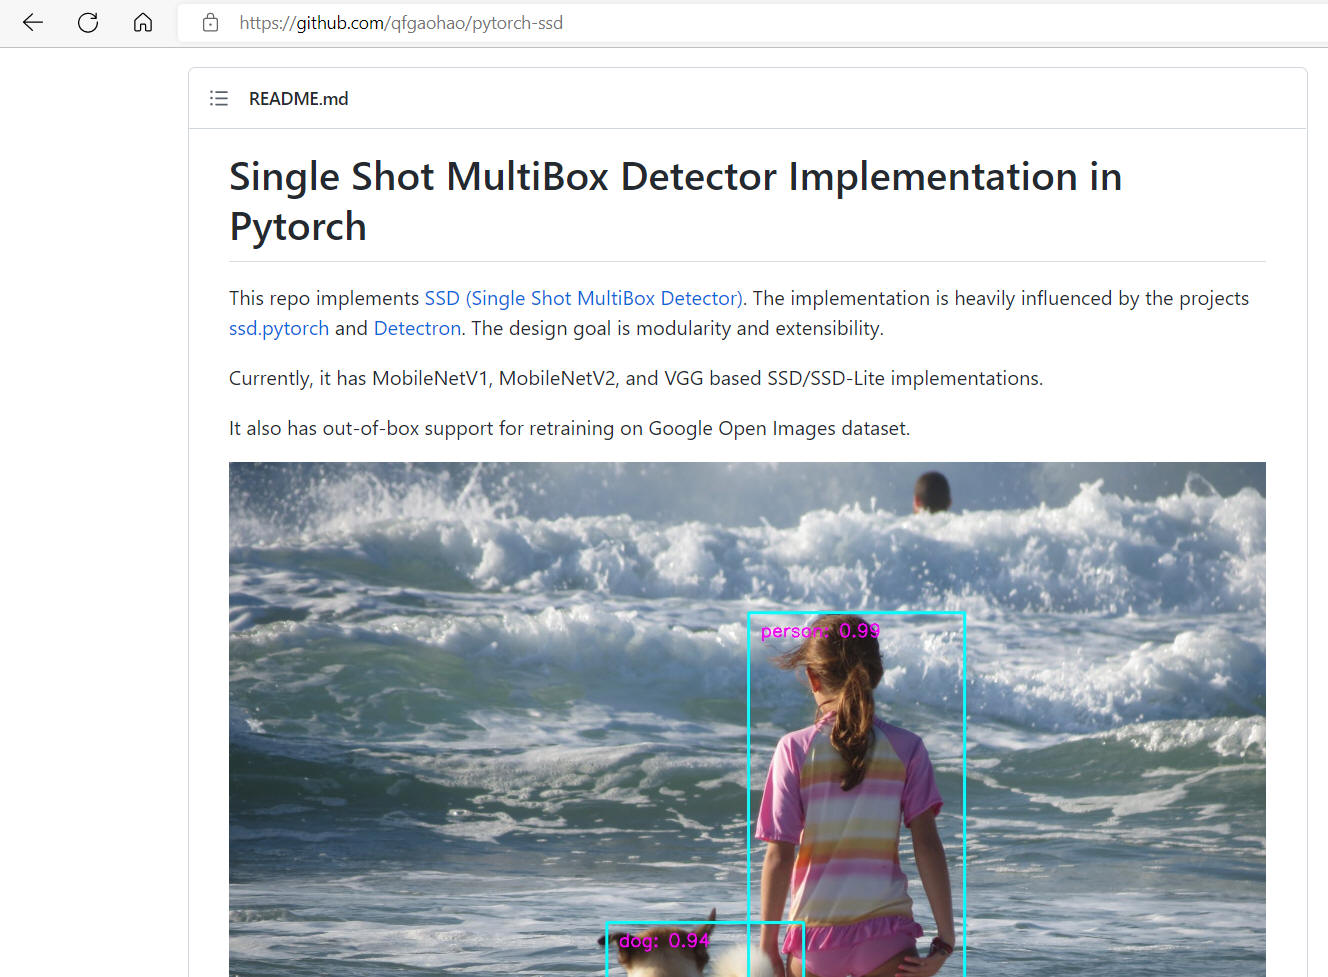 https://github.com/qfgaohao/pytorch-ssd
README.md
Single Shot MultiBox Detector Implementation in
Pytorch
This repo implements SSD (Single Shot MultiBox Detector). The implementation is heavily influenced by the projects
ssd.pytorch and Detectron. The design goal is modularity and extensibility.
Currently, it has MobileNetV1, MobileNetV2, and VGG based SSD/SSD-Lite implementations.
It also has out-of-box support for retraining on Google Open Images dataset.
person: 0.99
dog: 0.94